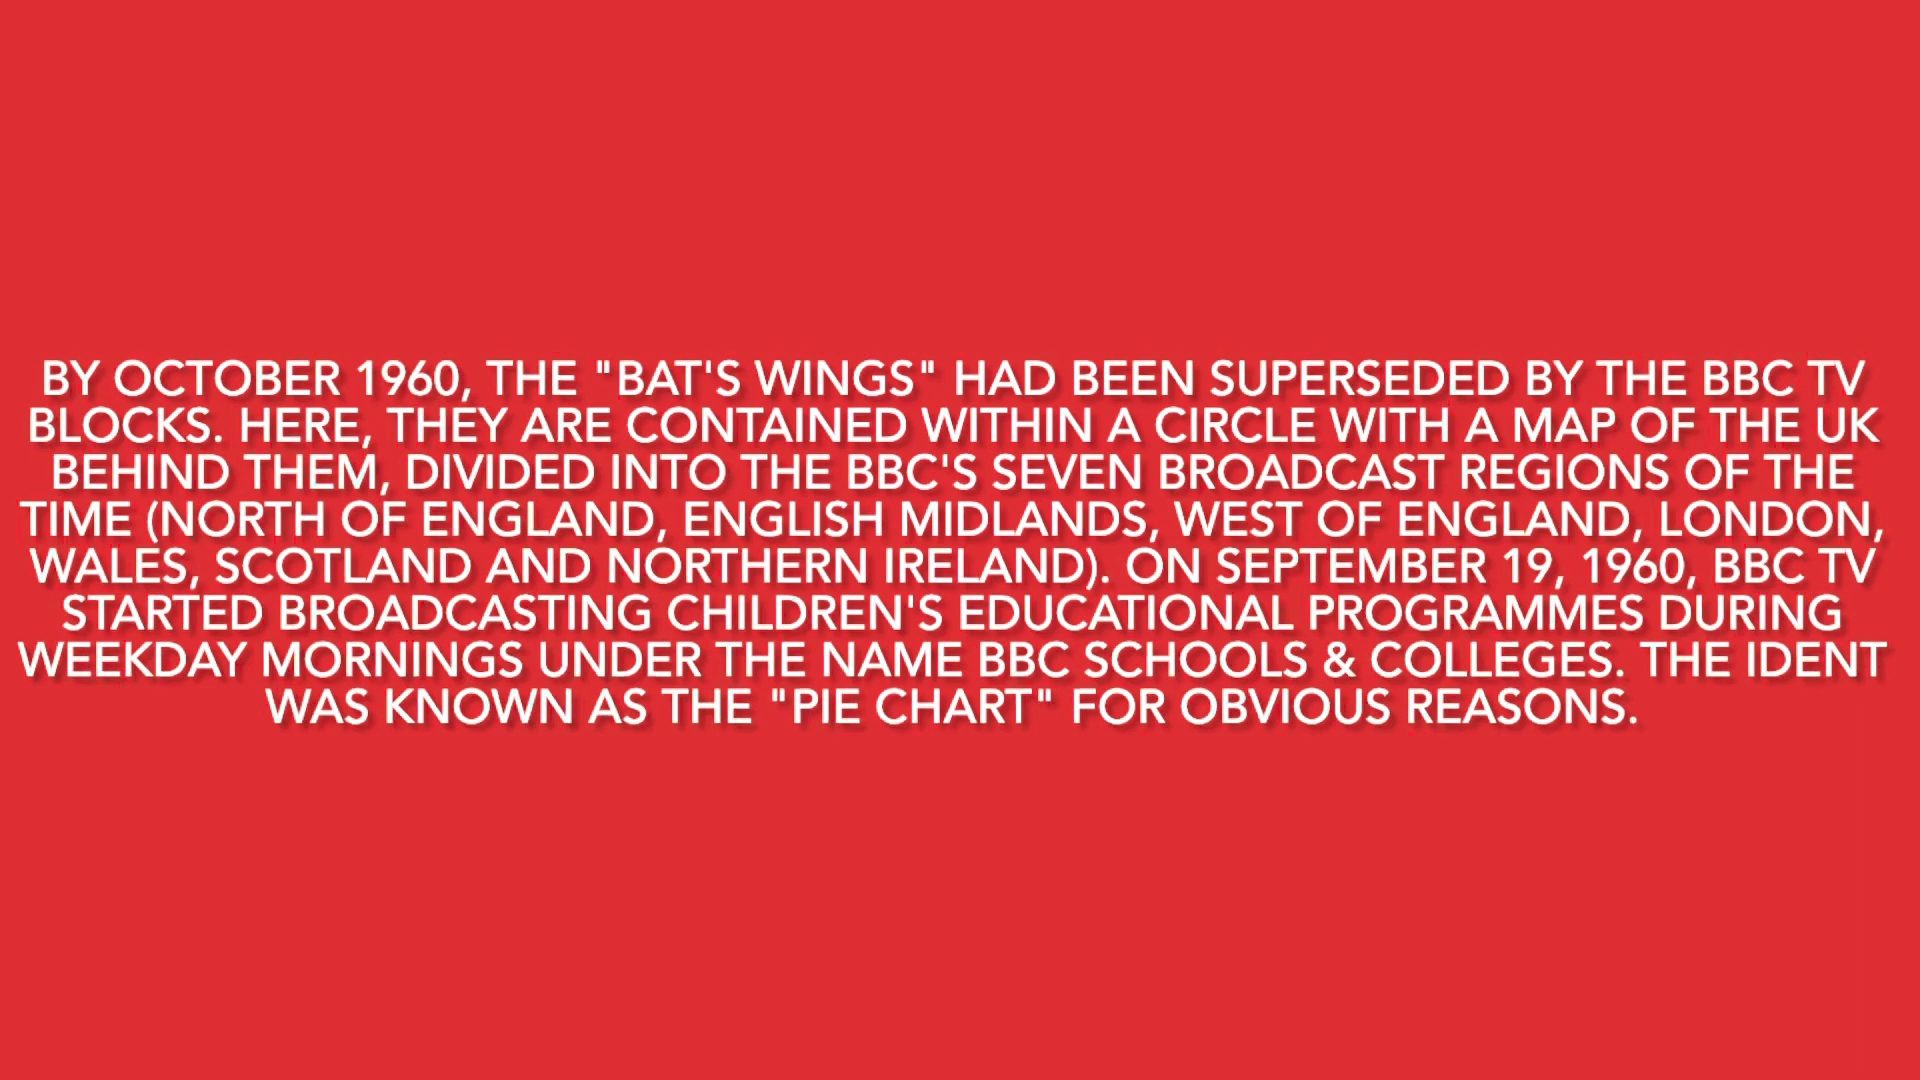 BY OCTOBER 1960, THE "BAT'S WINGS" HAD BEEN SUPERSEDED BY THE BBC TV
BLOCKS. HERE, THEY ARE CONTAINED WITHIN A CIRCLE WITH A MAP OF THE UK
BEHIND THEM, DIVIDED INTO THE BBC'S SEVEN BROADCAST REGIONS OF THE
TIME (NORTH OF ENGLAND, ENGLISH MIDLANDS, WEST OF ENGLAND, LONDON,
WALES, SCOTLAND AND NORTHERN IRELAND). ON SEPTEMBER 19, 1960, BBC TV
STARTED BROADCASTING CHILDREN'S EDUCATIONAL PROGRAMMES DURING
WEEKDAY MORNINGS UNDER THE NAME BBC SCHOOLS & COLLEGES. THE IDENT
WAS KNOWN AS THE "PIE CHART" FOR OBVIOUS REASONS.